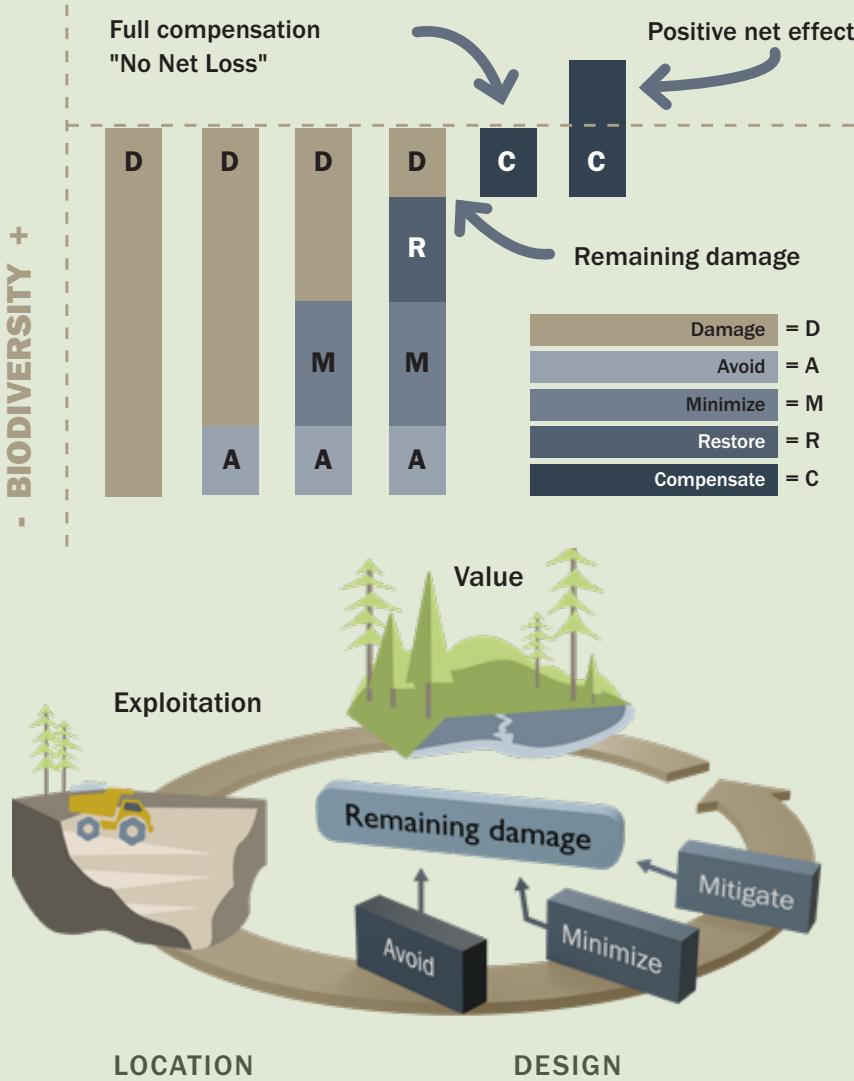 Full compensation
"No Net Loss"
Positive net effect
- BIODIVERSITY +
D
D
D
D
C
C
R
M
M
A
A
A
Remaining damage
Damage = D
Avoid = A
Minimize = M
Restore = R
Compensate = C
Value
Exploitation
Remaining damage
Mitigate
Minimize
Avoid
LOCATION
DESIGN